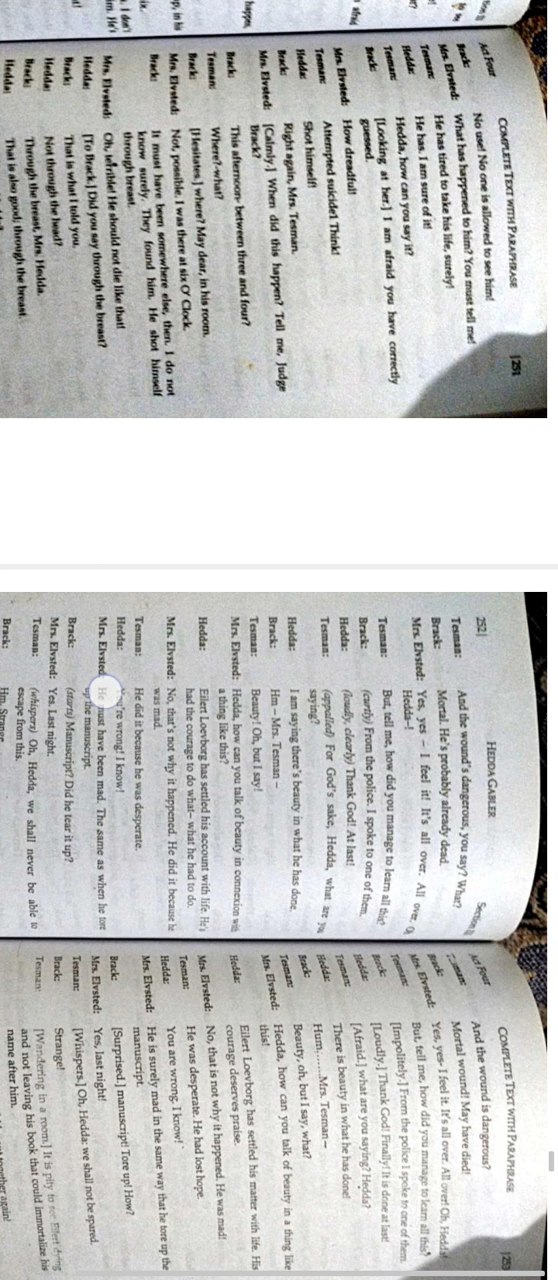 Act Four
COMPLETE TEXT WITH PARAPHRASE
|251
No use! No one is allowed to see him!
Brack: What has happened to him? You must tell me!
Mrs. Elvsted: He has tired to take his life, surely!
Tesman: He has. I am sure of it!
Hedda: Hedda, how can you say it?
Tesman: [Looking at her.] I am afraid you have correctly
Brack: guessed.
Mrs. Elvsted: How dreadful!
Tesman: Attempted suicide! Think!
Hedda: Shot himself!
Brack: Right again, Mrs. Tesman.
Mrs. Elvsted: [Calmly.] When did this happen? Tell me, Judge
Brack?
Brack: This afternoon- between three and four?
Tesman: Where?-what?
Brack: [Hesitates.] where? May dear, in his room.
Mrs. Elvsted: Not, possible. I was there at six O' Clock.
Brack: It must have been somewhere else, then. I do not
know surely. They found him. He shot himself
through breast.
Mrs. Elvsted: Oh, terrible! He should not die like that!
Hedda: [To Brack.] Did you say through the breast?
Brack: That is what I told you.
Hedda: Not through the head?
Brack: Through the breast, Mrs. Hedda.
Hedda: That is also good; through the breast.
252|
HEDDA GABLER
Section
Tesman: And the wound's dangerous, you say? What?
Brack: Mortal. He's probably already dead.
Mrs. Elvsted: Yes, yes – I feel it! It's all over. All over.
Hedda–!
Tesman: But, tell me, how did you manage to learn all this?
Brack: (curtly) From the police. I spoke to one of them.
Hedda: (loudly, clearly) Thank God! At last!
Tesman: (appalled) For God's sake, Hedda, what are you
saying?
Hedda: I am saying there's beauty in what he has done.
Brack: Hm – Mrs. Tesman –
Tesman: Beauty! Oh, but I say!
Mrs. Elvsted: Hedda, how can you talk of beauty in connexion with
a thing like this?
Hedda: Eilert Loevborg has settled his account with life. He's
had the courage to do what– what he had to do.
Mrs. Elvsted: No, that's not why it happened. He did it because he
was mad.
Tesman: He did it because he was desperate.
Hedda: You're wrong! I know!
Mrs. Elvsted: He must have been mad. The same as when he tore
up the manuscript.
Brack: (starts) Manuscript? Did he tear it up?
Mrs. Elvsted: Yes. Last night.
Tesman: (whispers) Oh, Hedda, we shall never be able to
escape from this.
Brack: Hm. Strange.
Act Four
COMPLETE TEXT WITH PARAPHRASE
Tesman: And the wound is dangerous?
Brack: Mortal wound! May have died!
Mrs. Elvsteed: Yes, yes- I feel it. It's all over. All over! Oh, Hedda!
Tesman: But, tell me, how did you manage to learn all this?
Brack: [Impolitely.] From the police I spoke to one of them.
Hedda: [Loudly.] Thank God! Finally! It is done at last!
Tesman: [Afraid.] what are you saying? Hedda?
Hedda: There is beauty in what he has done!
Brack: Hum........Mrs. Tesman –
Tesman: Beauty, oh, but I say, what?
Mrs. Elvsted: Hedda, how can you talk of beauty in a thing like
this!
Hedda: Eilert Loevborg has settled his matter with life. His
courage deserves praise.
Mrs. Elvsted: No, that is not why it happened. He was mad!
Tesman: He was desperate. He had lost hope.
Hedda: You are wrong. I know!
Mrs. Elvsted: He is surely mad in the same way that he tore up the
manuscript.
Brack: [Surprised.] manuscript! Tore up! How?
Mrs. Elvsted: Yes, last night!
Tesman: [Whispers.] Oh, Hedda: we shall not be spared.
Brack: Strange!
Tesman: [Wandering in a room.] It is pity to see Eilert dying
and not leaving his book that could immortalize his
name after him.